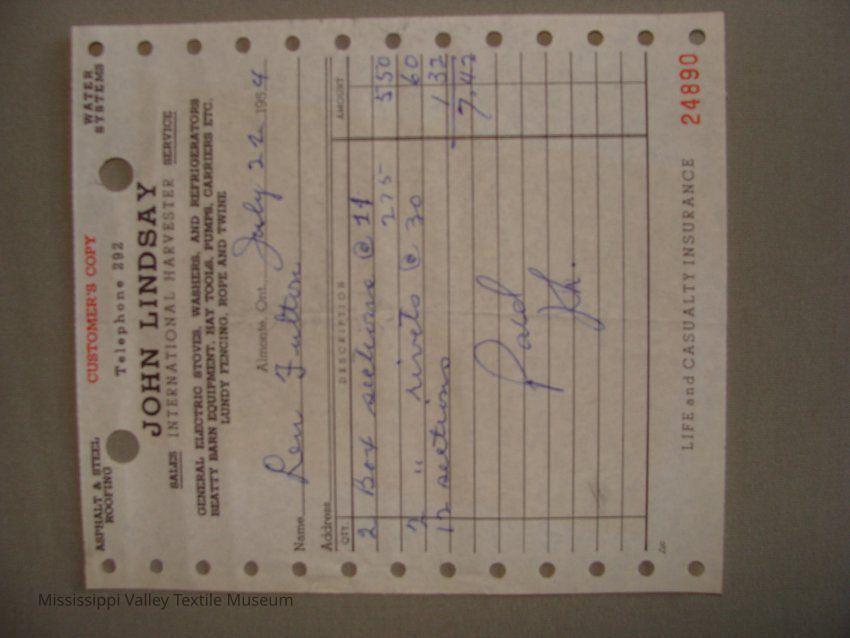 CUSTOMER'S COPY
ASPHALT & STEEL ROOFING
Telephone 292
WATER SYSTEMS
JOHN LINDSAY
SALES INTERNATIONAL HARVESTER SERVICE
GENERAL ELECTRIC STOVES, WASHERS, AND REFRIGERATORS
BEATTY BARN EQUIPMENT, HAY TOOLS, PUMPS, CARRIERS ETC.
LUNDY FENCING, ROPE AND TWINE
Almonte, Ont. July 22 1954
Name Len Fulton
Address
QTY. DESCRIPTION AMOUNT
2 Box sections @ 11
275 550
2 " rivets @ 30 60
12 sections 1 32
7.42
Paid
LIFE and CASUALTY INSURANCE 24890
Mississippi Valley Textile Museum